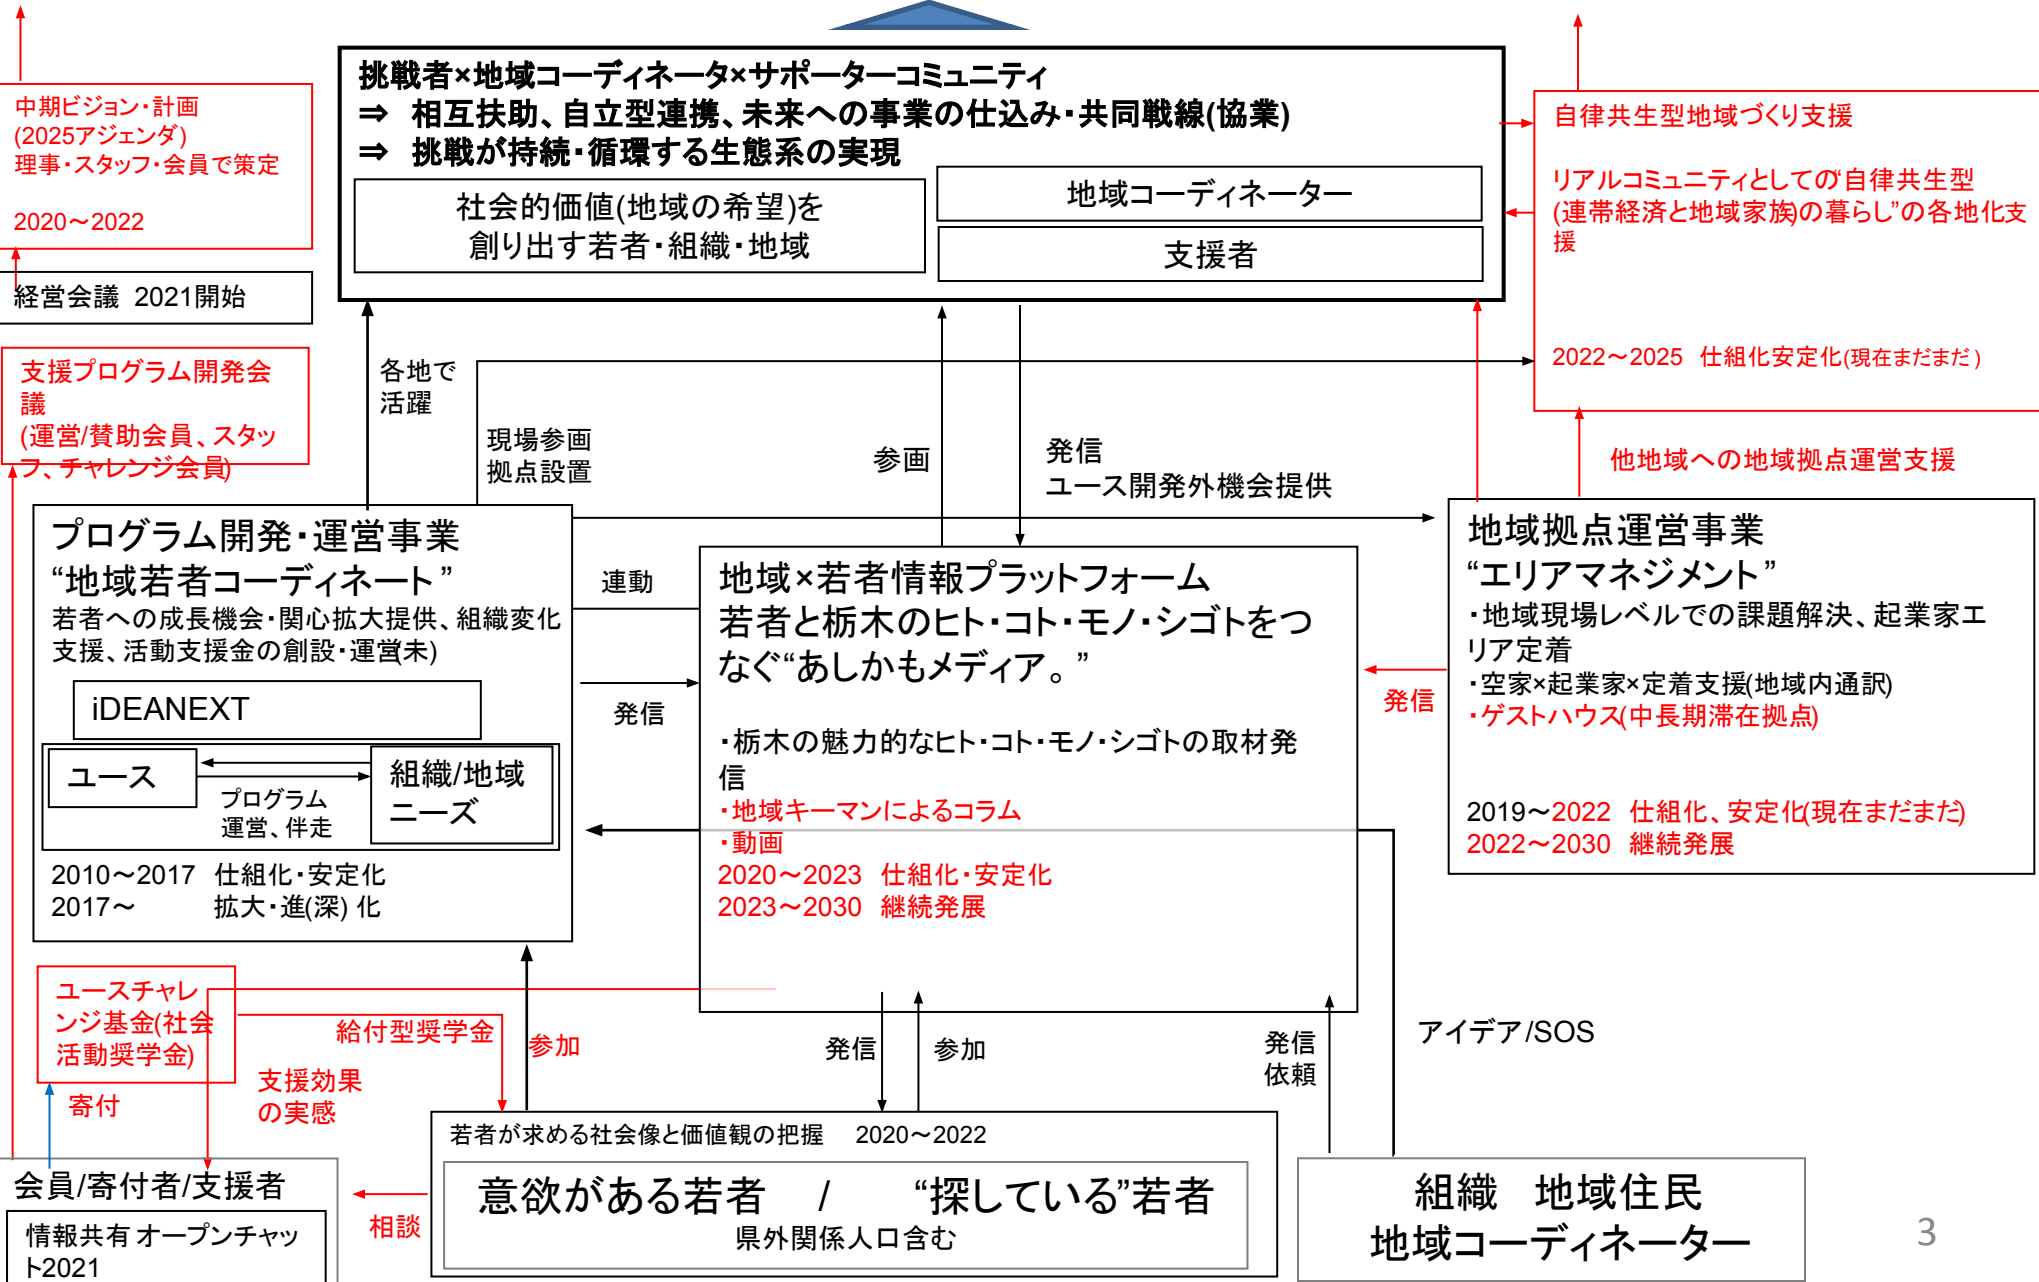 挑戦者×地域コーディネータ×サポーターコミュニティ
⇒ 相互扶助、自立型連携、未来への事業の仕込み・共同戦線(協業)
⇒ 挑戦が持続・循環する生態系の実現
社会的価値(地域の希望)を
創り出す若者・組織・地域
地域コーディネーター
支援者
中期ビジョン・計画
(2025アジェンダ)
理事・スタッフ・会員で策定
2020～2022
経営会議 2021開始
支援プログラム開発会
議
(運営/賛助会員、スタッ
フ、チャレンジ会員)
自律共生型地域づくり支援
リアルコミュニティとしての“自律共生型
(連帯経済と地域家族)の暮らし”の各地化支
援
2022～2025 仕組化安定化(現在まだまだ)
各地で
活躍
現場参画
拠点設置
参画
発信
ユース開発外機会提供
他地域への地域拠点運営支援
プログラム開発・運営事業
“地域若者コーディネート”
若者への成長機会・関心拡大提供、組織変化
支援、活動支援金の創設・運営(未)
iDEANEXT
ユース
プログラム
運営、伴走
組織/地域
ニーズ
2010～2017 仕組化・安定化
2017～ 拡大・進(深) 化
連動
発信
地域×若者情報プラットフォーム
若者と栃木のヒト・コト・モノ・シゴトをつ
なぐ“あしかもメディア。”
・栃木の魅力的なヒト・コト・モノ・シゴトの取材発
信
・地域キーマンによるコラム
・動画
2020～2023 仕組化・安定化
2023～2030 継続発展
発信
地域拠点運営事業
“エリアマネジメント”
・地域現場レベルでの課題解決、起業家エ
リア定着
・空家×起業家×定着支援(地域内通訳)
・ゲストハウス(中長期滞在拠点)
2019～2022 仕組化、安定化(現在まだまだ)
2022～2030 継続発展
ユースチャレ
ンジ基金(社会
活動奨学金)
給付型奨学金
参加
発信
参加
発信
依頼
アイデア/SOS
寄付
支援効果
の実感
会員/寄付者/支援者
情報共有 オープンチャッ
ト2021
相談
若者が求める社会像と価値観の把握 2020～2022
意欲がある若者 / “探している”若者
県外関係人口含む
組織 地域住民
地域コーディネーター
3